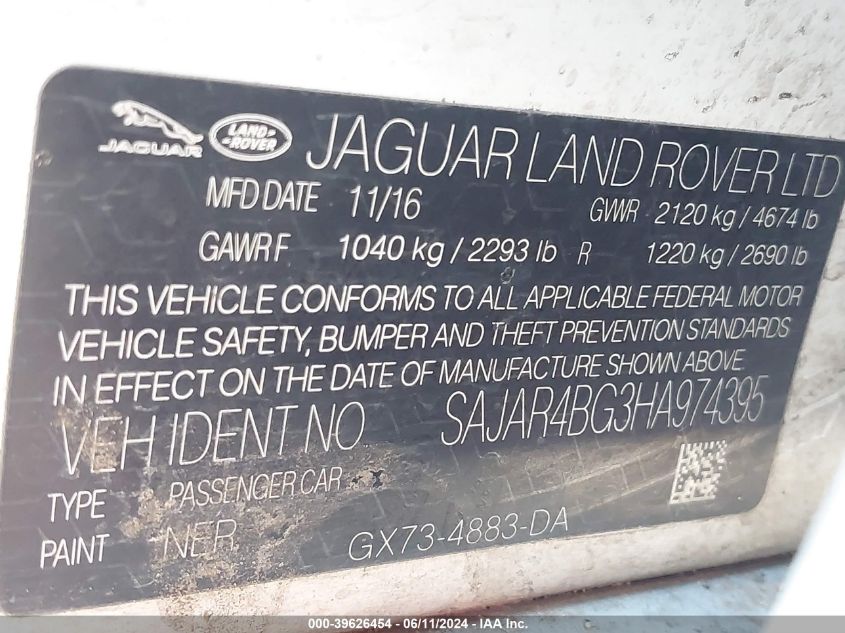 JAGUAR LAND ROVER JAGUAR LAND ROVER LTD
MFD DATE 11/16 GVWR 2120 kg / 4674 lb
GAWR F 1040 kg / 2293 lb R 1220 kg / 2690 lb
THIS VEHICLE CONFORMS TO ALL APPLICABLE FEDERAL MOTOR
VEHICLE SAFETY, BUMPER AND THEFT PREVENTION STANDARDS
IN EFFECT ON THE DATE OF MANUFACTURE SHOWN ABOVE
VEH IDENT NO SAJAR4BG3HA974395
TYPE PASSENGER CAR
PAINT NER GX73-4883-DA
000-39626454 - 06/11/2024 - IAA, Inc.